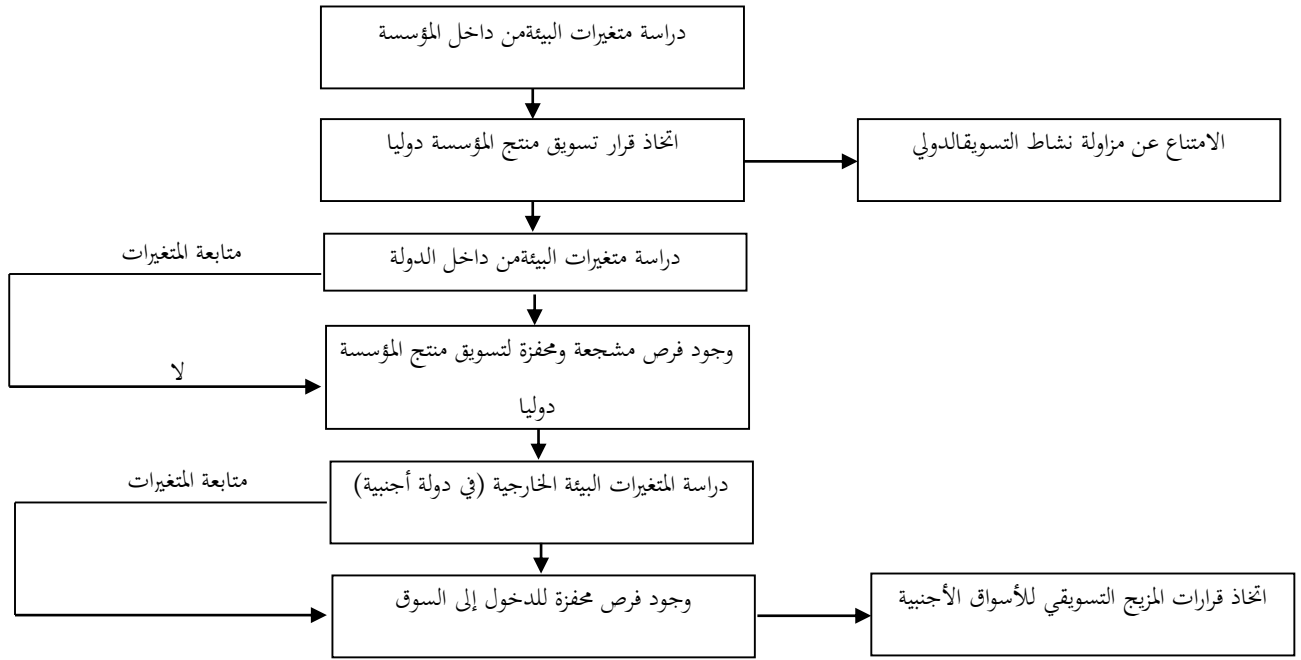 دراسة متغيرات البيئةمن داخل المؤسسة
اتخاذ قرار تسويق منتج المؤسسة دوليا
الامتناع عن مزاولة نشاط التسويقالدولي
دراسة متغيرات البيئةمن داخل الدولة
متابعة المتغيرات
وجود فرص مشجعة ومحفزة لتسويق منتج المؤسسة
دوليا
لا
دراسة المتغيرات البيئة الخارجية (في دولة أجنبية)
متابعة المتغيرات
وجود فرص محفزة للدخول إلى السوق
اتخاذ قرارات المزيج التسويقي للأسواق الأجنبية